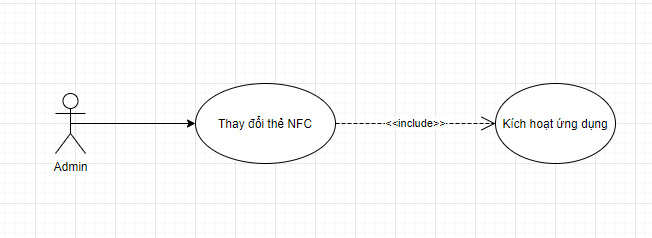 Thay đổi thẻ NFC
<<include>>
Kích hoạt ứng dụng
Admin